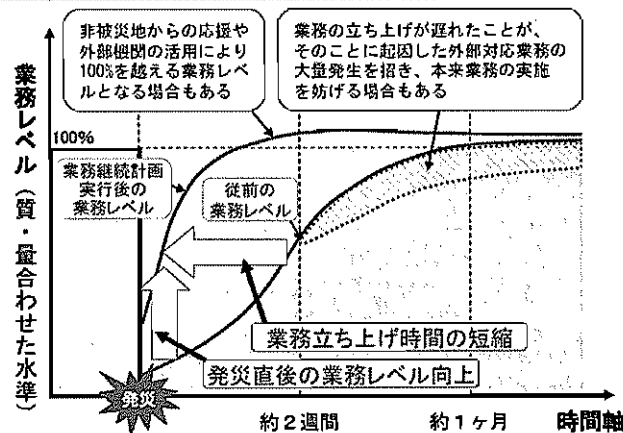 非被災地からの応援や
外部機関の活用により
100%を越える業務レベ
ルとなる場合もある
業務の立ち上げが遅れたことが、
そのことに起因した外部対応業務の
大量発生を招き、本来業務の実施
を妨げる場合もある
業務レベル（質・量合わせた水準）
100%
業務継続計画
実行後の
業務レベル
従前の
業務レベル
業務立ち上げ時間の短縮
発災直後の業務レベル向上
発災
約２週間
約１ヶ月
時間軸